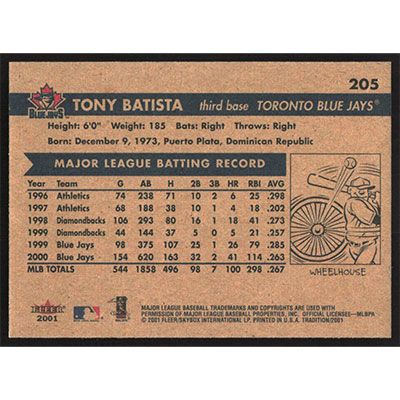 205
BLUE JAYS
TONY BATISTA third base TORONTO BLUE JAYS®
Height: 6'0" Weight: 185 Bats: Right Throws: Right
Born: December 9, 1973, Puerto Plata, Dominican Republic
MAJOR LEAGUE BATTING RECORD
Year Team G AB H 2B 3B HR RBI AVG
1996 Athletics 74 238 71 10 2 6 25 .298
1997 Athletics 68 188 38 10 1 4 18 .202
1998 Diamondbacks 106 293 80 16 1 18 41 .273
1999 Diamondbacks 44 144 37 5 0 5 21 .257
1999 Blue Jays 98 375 107 25 1 26 79 .285
2000 Blue Jays 154 620 163 32 2 41 114 .263
MLB TOTALS 544 1858 496 98 7 100 298 .267
WHEELHOUSE
FLEER
2001
MAJOR LEAGUE BASEBALL TRADEMARKS AND COPYRIGHTS ARE USED WITH
PERMISSION OF MAJOR LEAGUE BASEBALL PROPERTIES, INC. OFFICIAL LICENSEE—MLBPA
© 2001 FLEER/SKYBOX INTERNATIONAL LP. PRINTED IN U.S.A. TRADITION/2001